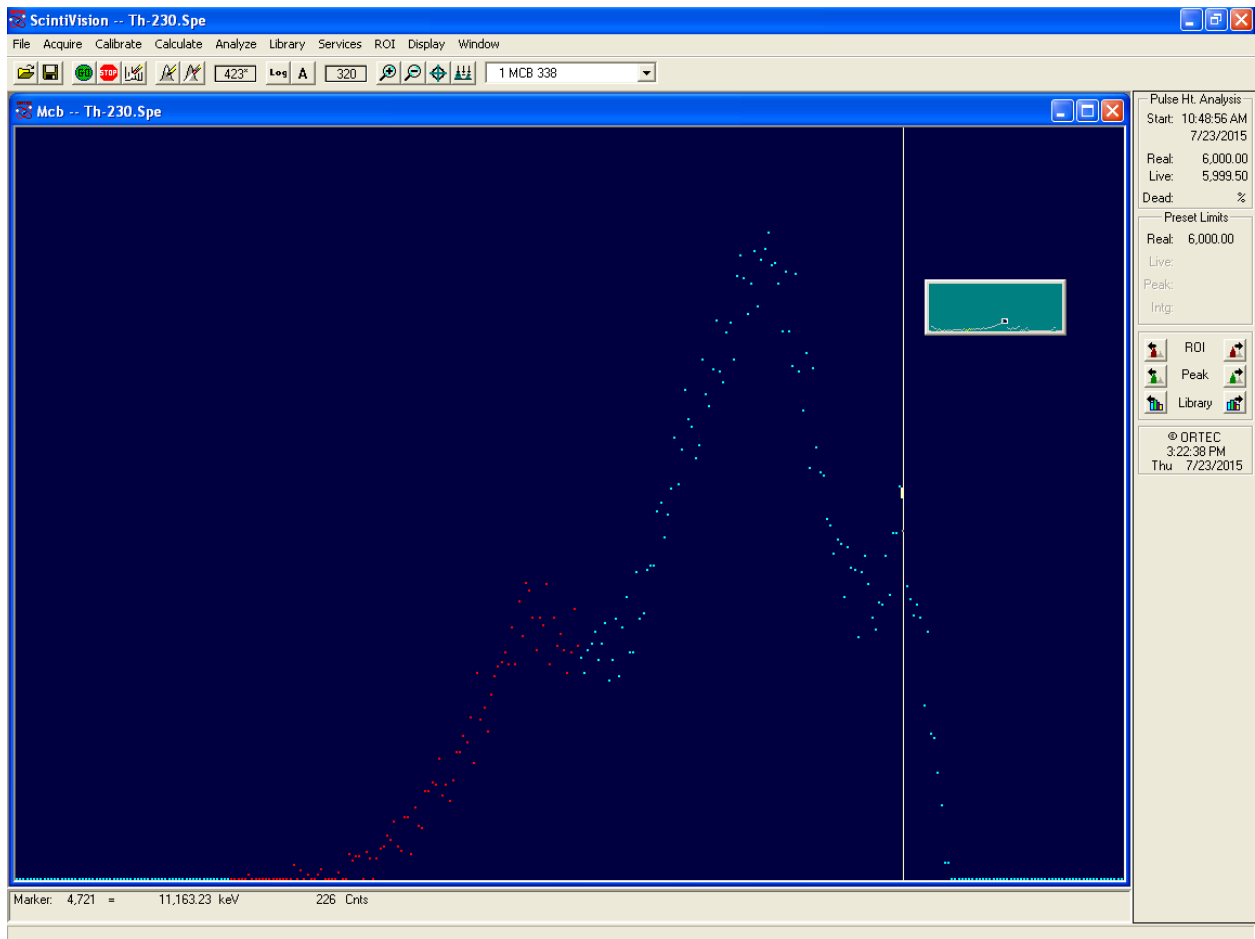 ScintiVision -- Th-230.Spe
File Acquire Calibrate Calculate Analyze Library Services ROI Display Window
GO STOP 423* Log A 320 1 MCB 338
Mcb -- Th-230.Spe
Pulse Ht. Analysis
Start: 10:48:56 AM
7/23/2015
Real: 6,000.00
Live: 5,999.50
Dead: %
Preset Limits
Real: 6,000.00
Live:
Peak:
Intg:
ROI
Peak
Library
© ORTEC
3:22:38 PM
Thu 7/23/2015
Marker: 4,721 = 11,163.23 keV 226 Cnts